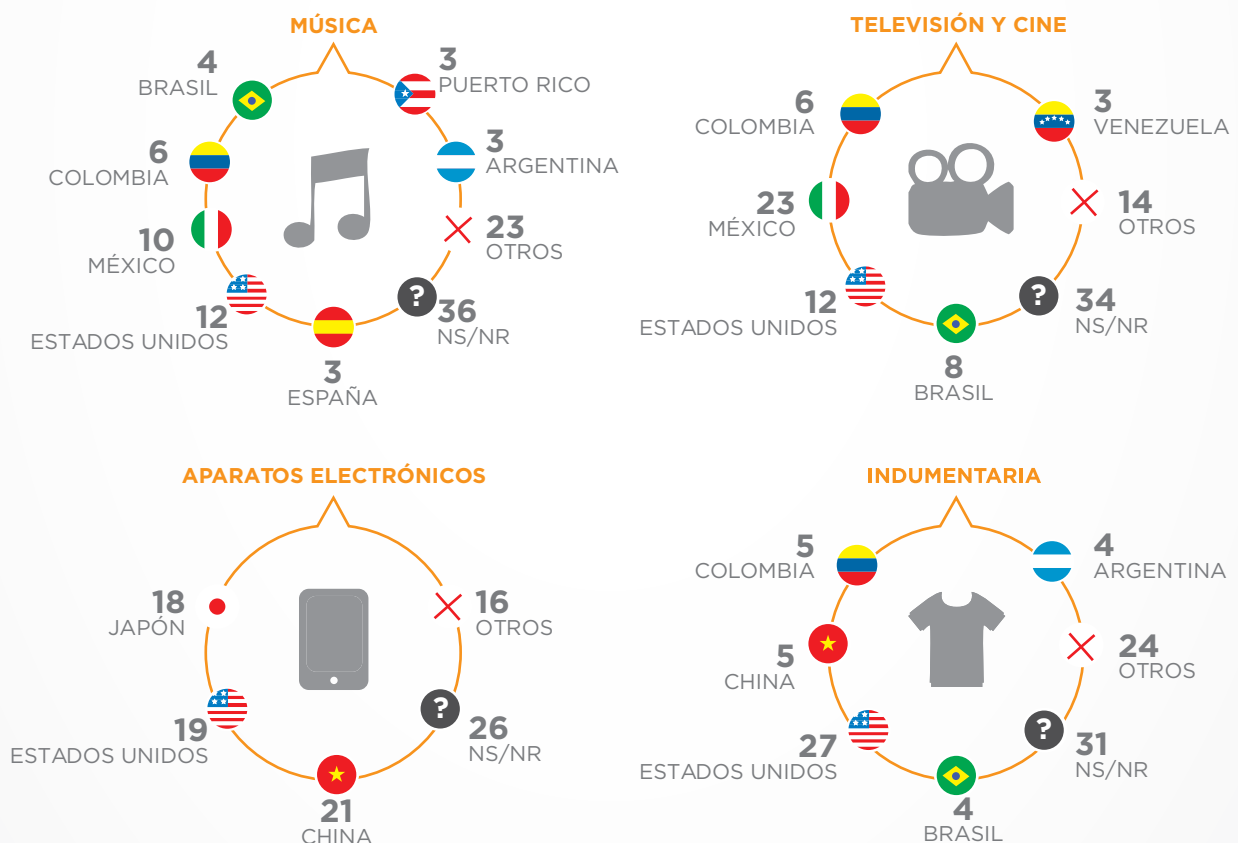 MÚSICA
4
BRASIL
3
PUERTO RICO
6
COLOMBIA
3
ARGENTINA
10
MÉXICO
23
OTROS
12
ESTADOS UNIDOS
?
36
NS/NR
3
ESPAÑA
TELEVISIÓN Y CINE
6
COLOMBIA
3
VENEZUELA
23
MÉXICO
14
OTROS
12
ESTADOS UNIDOS
?
34
NS/NR
8
BRASIL
APARATOS ELECTRÓNICOS
18
JAPÓN
16
OTROS
19
ESTADOS UNIDOS
?
26
NS/NR
21
CHINA
INDUMENTARIA
5
COLOMBIA
4
ARGENTINA
5
CHINA
24
OTROS
27
ESTADOS UNIDOS
?
31
NS/NR
4
BRASIL